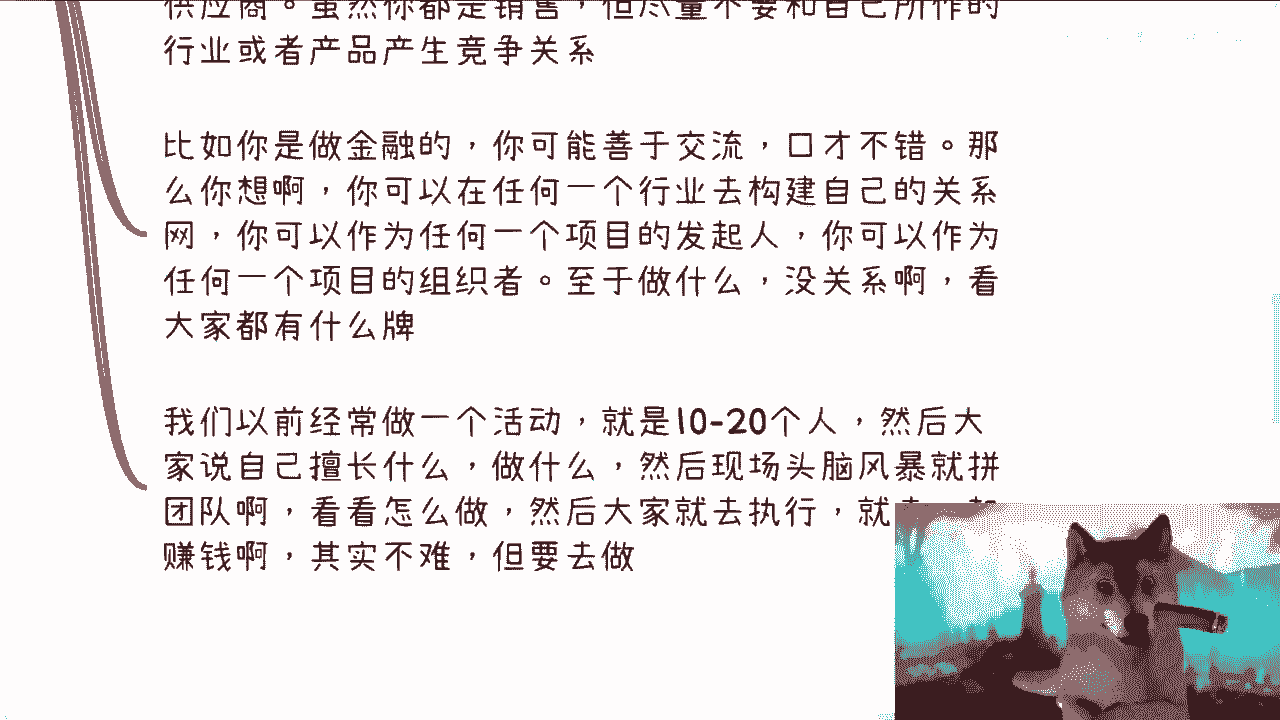 供应商。虽然你都是销售，但尽量不要和自己所作的
行业或者产品产生竞争关系
比如你是做金融的，你可能善于交流，口才不错。那
么你想啊，你可以在任何一个行业去构建自己的关系
网，你可以作为任何一个项目的发起人，你可以作为
任何一个项目的组织者。至于做什么，没关系啊，看
大家都有什么牌
我们以前经常做一个活动，就是10-20个人，然后大
家说自己擅长什么，做什么，然后现场头脑风暴就拼
团队啊，看看怎么做，然后大家就去执行，就
赚钱啊，其实不难，但要去做